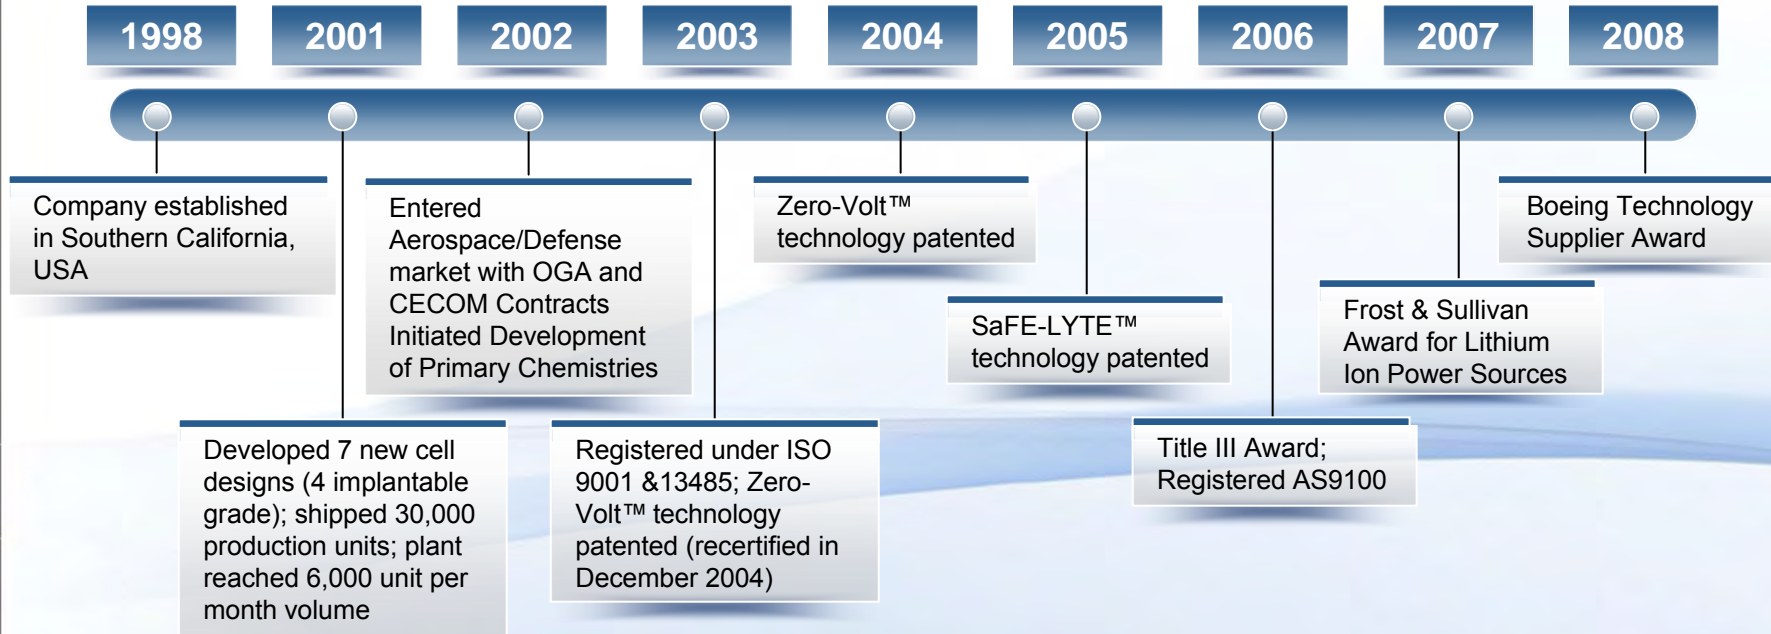 1998
2001
2002
2003
2004
2005
2006
2007
2008
Company established
in Southern California,
USA
Developed 7 new cell
designs (4 implantable
grade); shipped 30,000
production units; plant
reached 6,000 unit per
month volume
Entered
Aerospace/Defense
market with OGA and
CECOM Contracts
Initiated Development
of Primary Chemistries
Registered under ISO
9001 &13485; Zero-
Volt™ technology
patented (recertified in
December 2004)
Zero-Volt™
technology patented
SaFE-LYTE™
technology patented
Title III Award;
Registered AS9100
Frost & Sullivan
Award for Lithium
Ion Power Sources
Boeing Technology
Supplier Award